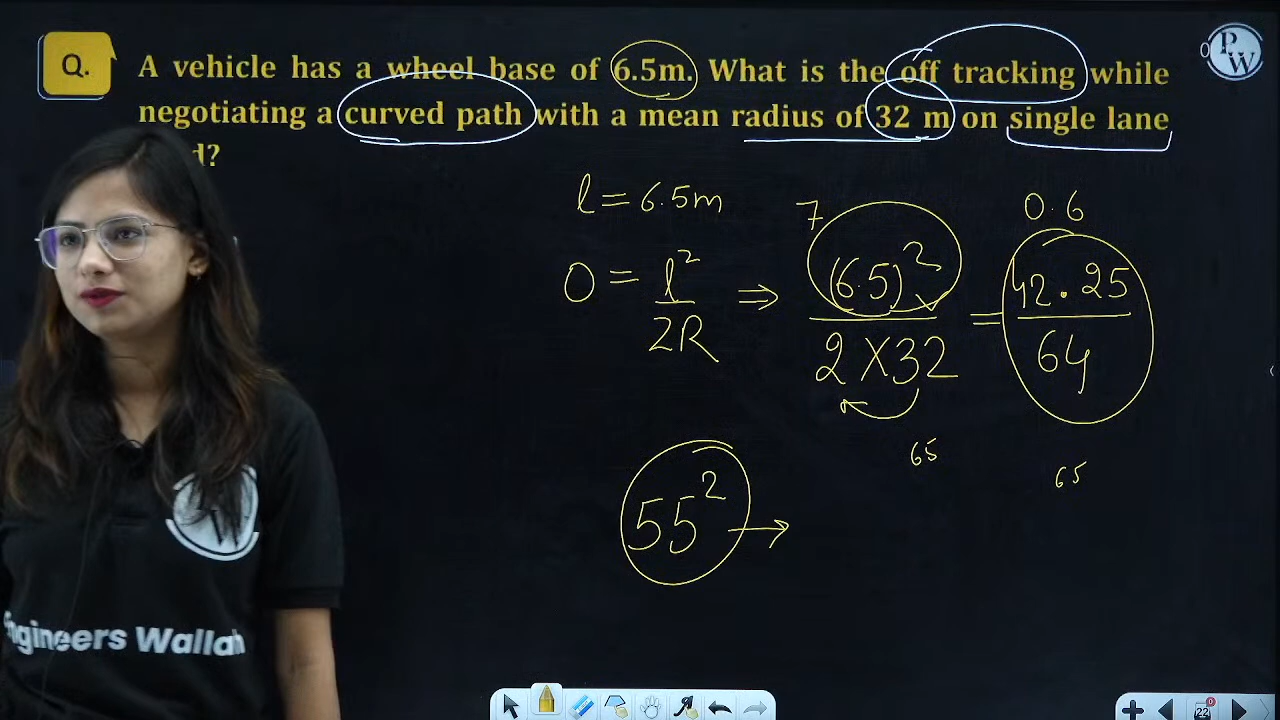 Q.
A vehicle has a wheel base of 6.5m. What is the off tracking while
negotiating a curved path with a mean radius of 32 m on single lane
d?
PW
l = 6.5m
O = l²/2R ⇒ (6.5)²/2×32 = 42.25/64
7
0.6
65
65
55² →
W
Engineers Wallah
22